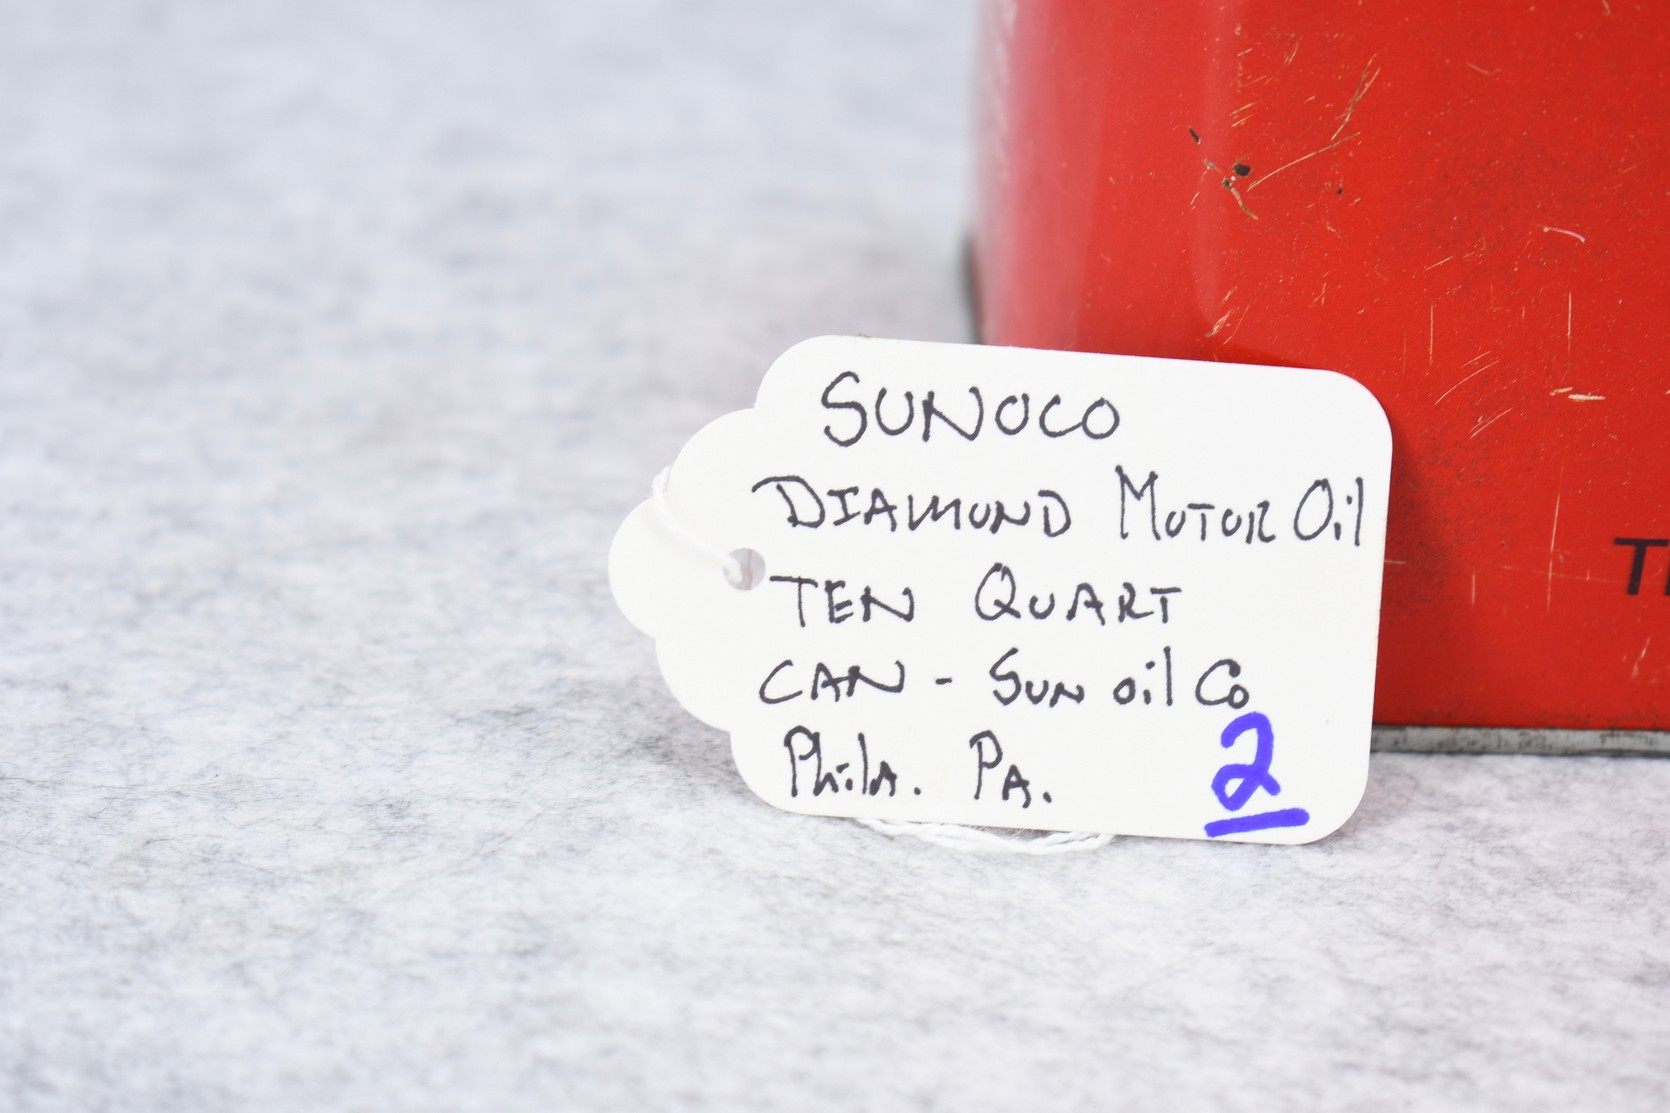 SUNOCO
DIAMOND MOTOR Oil
TEN QUART
CAN - SUN oil Co
Phila. PA.
2